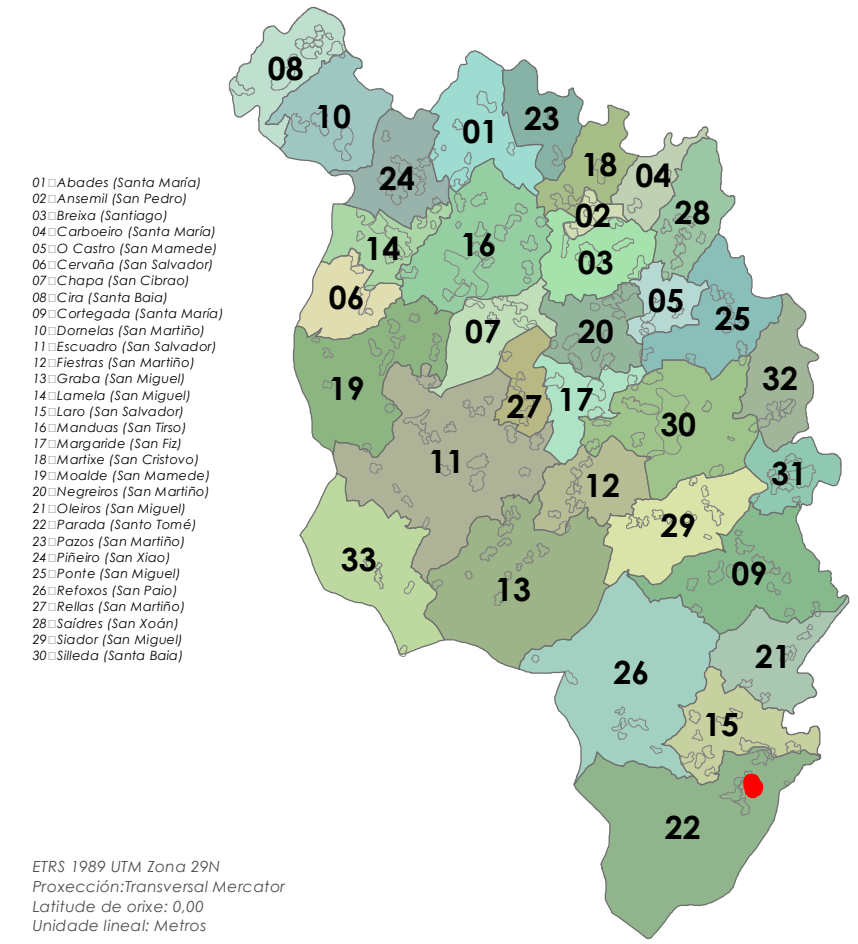 08
10
01
23
24
18
04
02
28
14
16
03
06
05
07
20
25
19
27
17
32
30
11
12
31
29
33
13
09
26
21
15
22
01□Abades (Santa María)
02□Ansemil (San Pedro)
03□Breixa (Santiago)
04□Carboeiro (Santa María)
05□O Castro (San Mamede)
06□Cervaña (San Salvador)
07□Chapa (San Cibrao)
08□Cira (Santa Baia)
09□Cortegada (Santa María)
10□Dornelas (San Martiño)
11□Escuadro (San Salvador)
12□Fiestras (San Martiño)
13□Graba (San Miguel)
14□Lamela (San Miguel)
15□Laro (San Salvador)
16□Manduas (San Tirso)
17□Margaride (San Fiz)
18□Martixe (San Cristovo)
19□Moalde (San Mamede)
20□Negreiros (San Martiño)
21□Oleiros (San Miguel)
22□Parada (Santo Tomé)
23□Pazos (San Martiño)
24□Piñeiro (San Xiao)
25□Ponte (San Miguel)
26□Refoxos (San Paio)
27□Rellas (San Martiño)
28□Saídres (San Xoán)
29□Siador (San Miguel)
30□Silleda (Santa Baia)
ETRS 1989 UTM Zona 29N
Proxección:Transversal Mercator
Latitude de orixe: 0,00
Unidade lineal: Metros